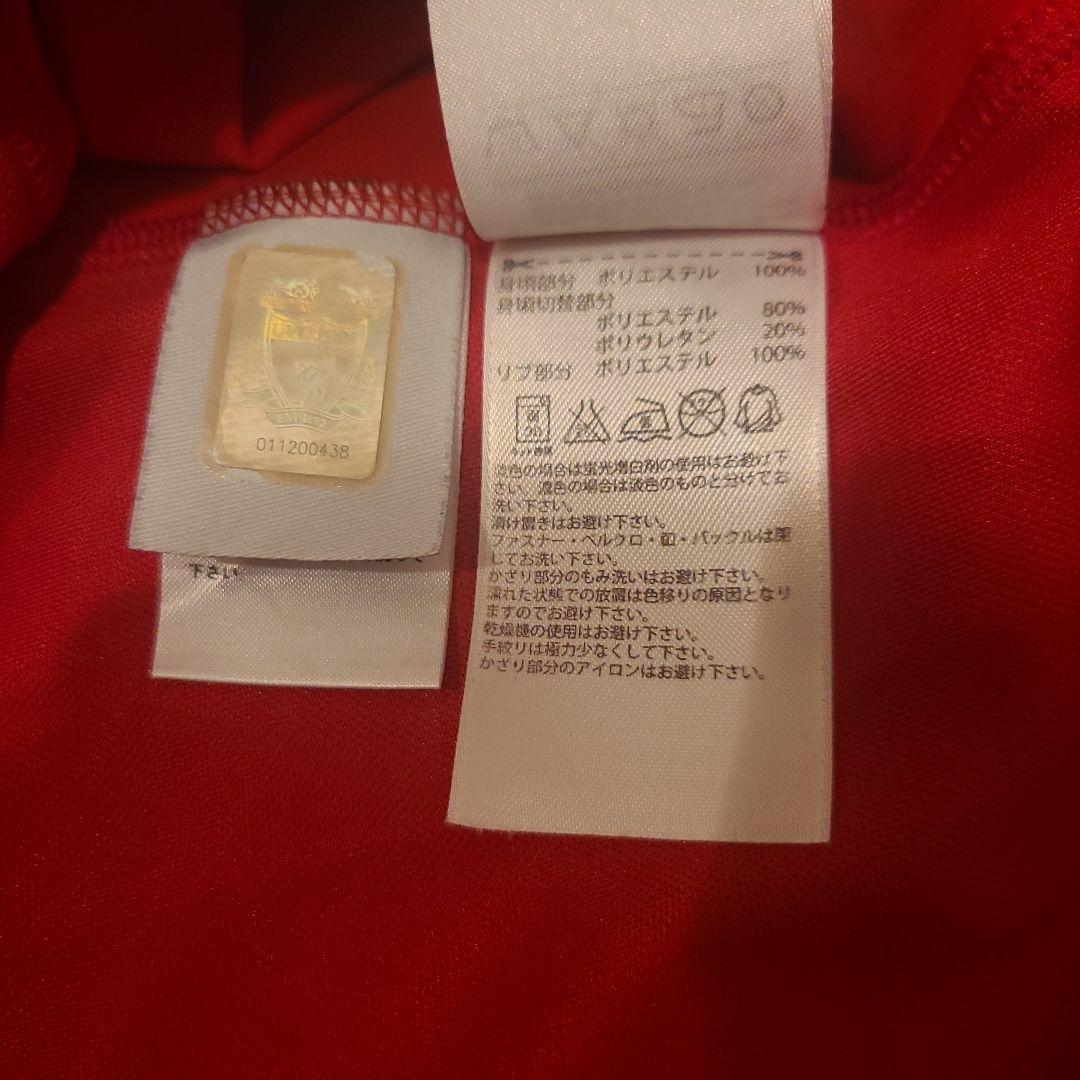 EST·1892
011200438
下さい
身頃部分 ポリエステル 100%
身頃切替部分
ポリエステル 80%
ポリウレタン 20%
リブ部分 ポリエステル 100%
淡色の場合は蛍光増白剤の使用はお避け下
さい。濃色の場合は淡色のものと分けてお
洗い下さい。
漬け置きはお避け下さい。
ファスナー・ベルクロ・釦・バックルは閉
してお洗い下さい。
かざり部分のもみ洗いはお避け下さい。
濡れた状態での放置は色移りの原因となり
ますのでお避け下さい。
乾燥機の使用はお避け下さい。
手絞りは極力少なくして下さい。
かざり部分のアイロンはお避け下さい。